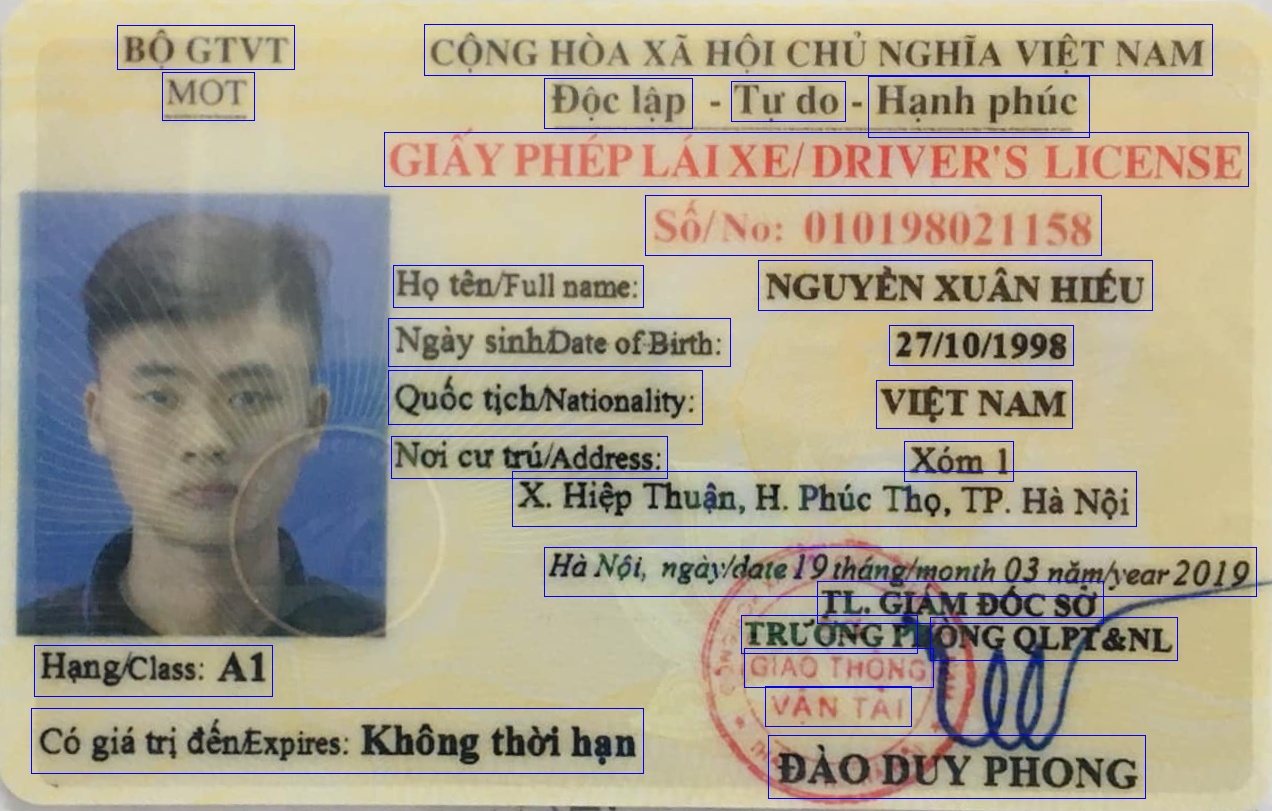 BỘ GTVT
MOT
CỘNG HÒA XÃ HỘI CHỦ NGHĨA VIỆT NAM
Độc lập - Tự do - Hạnh phúc
GIẤY PHÉP LÁI XE/ DRIVER'S LICENSE
Số/No: 010198021158
Họ tên/Full name: NGUYỄN XUÂN HIẾU
Ngày sinh/Date of Birth: 27/10/1998
Quốc tịch/Nationality: VIỆT NAM
Nơi cư trú/Address: Xóm 1
X. Hiệp Thuận, H. Phúc Thọ, TP. Hà Nội
Hà Nội, ngày/date 19 tháng/month 03 năm/year 2019
TL. GIÁM ĐỐC SỞ
TRƯỞNG PHÒNG QLPT&NL
GIAO THÔNG
VẬN TẢI
ĐÀO DUY PHONG
Hạng/Class: A1
Có giá trị đến/Expires: Không thời hạn